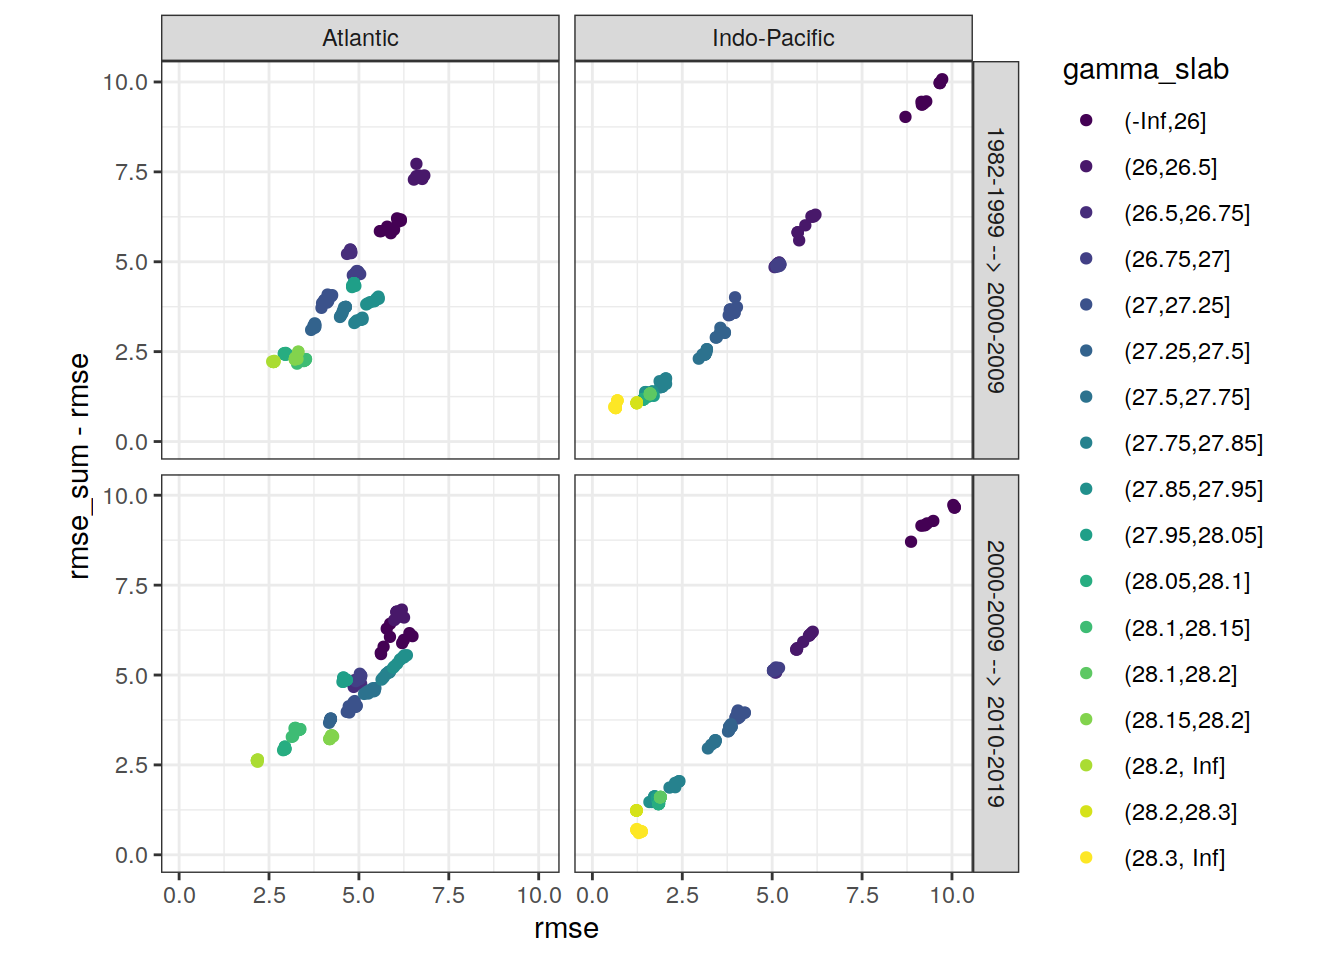 Atlantic
Indo-Pacific
10.0
7.5
5.0
2.5
0.0
1982-1999 --> 2000-2009
10.0
7.5
5.0
2.5
0.0
2000-2009 --> 2010-2019
0.0 2.5 5.0 7.5 10.0
0.0 2.5 5.0 7.5 10.0
rmse
rmse_sum - rmse
gamma_slab
(-Inf,26]
(26,26.5]
(26.5,26.75]
(26.75,27]
(27,27.25]
(27.25,27.5]
(27.5,27.75]
(27.75,27.85]
(27.85,27.95]
(27.95,28.05]
(28.05,28.1]
(28.1,28.15]
(28.1,28.2]
(28.15,28.2]
(28.2, Inf]
(28.2,28.3]
(28.3, Inf]